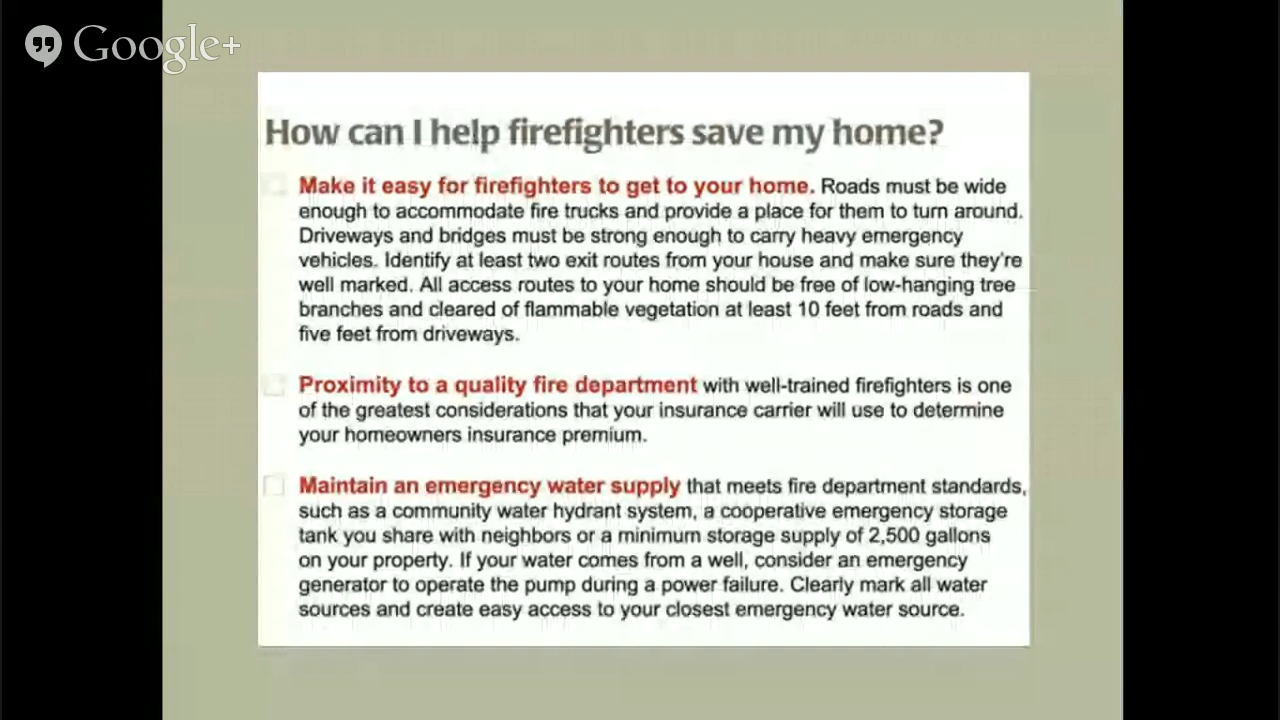 Google+
How can I help firefighters save my home?
Make it easy for firefighters to get to your home. Roads must be wide
enough to accommodate fire trucks and provide a place for them to turn around.
Driveways and bridges must be strong enough to carry heavy emergency
vehicles. Identify at least two exit routes from your house and make sure they're
well marked. All access routes to your home should be free of low-hanging tree
branches and cleared of flammable vegetation at least 10 feet from roads and
five feet from driveways.
Proximity to a quality fire department with well-trained firefighters is one
of the greatest considerations that your insurance carrier will use to determine
your homeowners insurance premium.
Maintain an emergency water supply that meets fire department standards,
such as a community water hydrant system, a cooperative emergency storage
tank you share with neighbors or a minimum storage supply of 2,500 gallons
on your property. If your water comes from a well, consider an emergency
generator to operate the pump during a power failure. Clearly mark all water
sources and create easy access to your closest emergency water source.